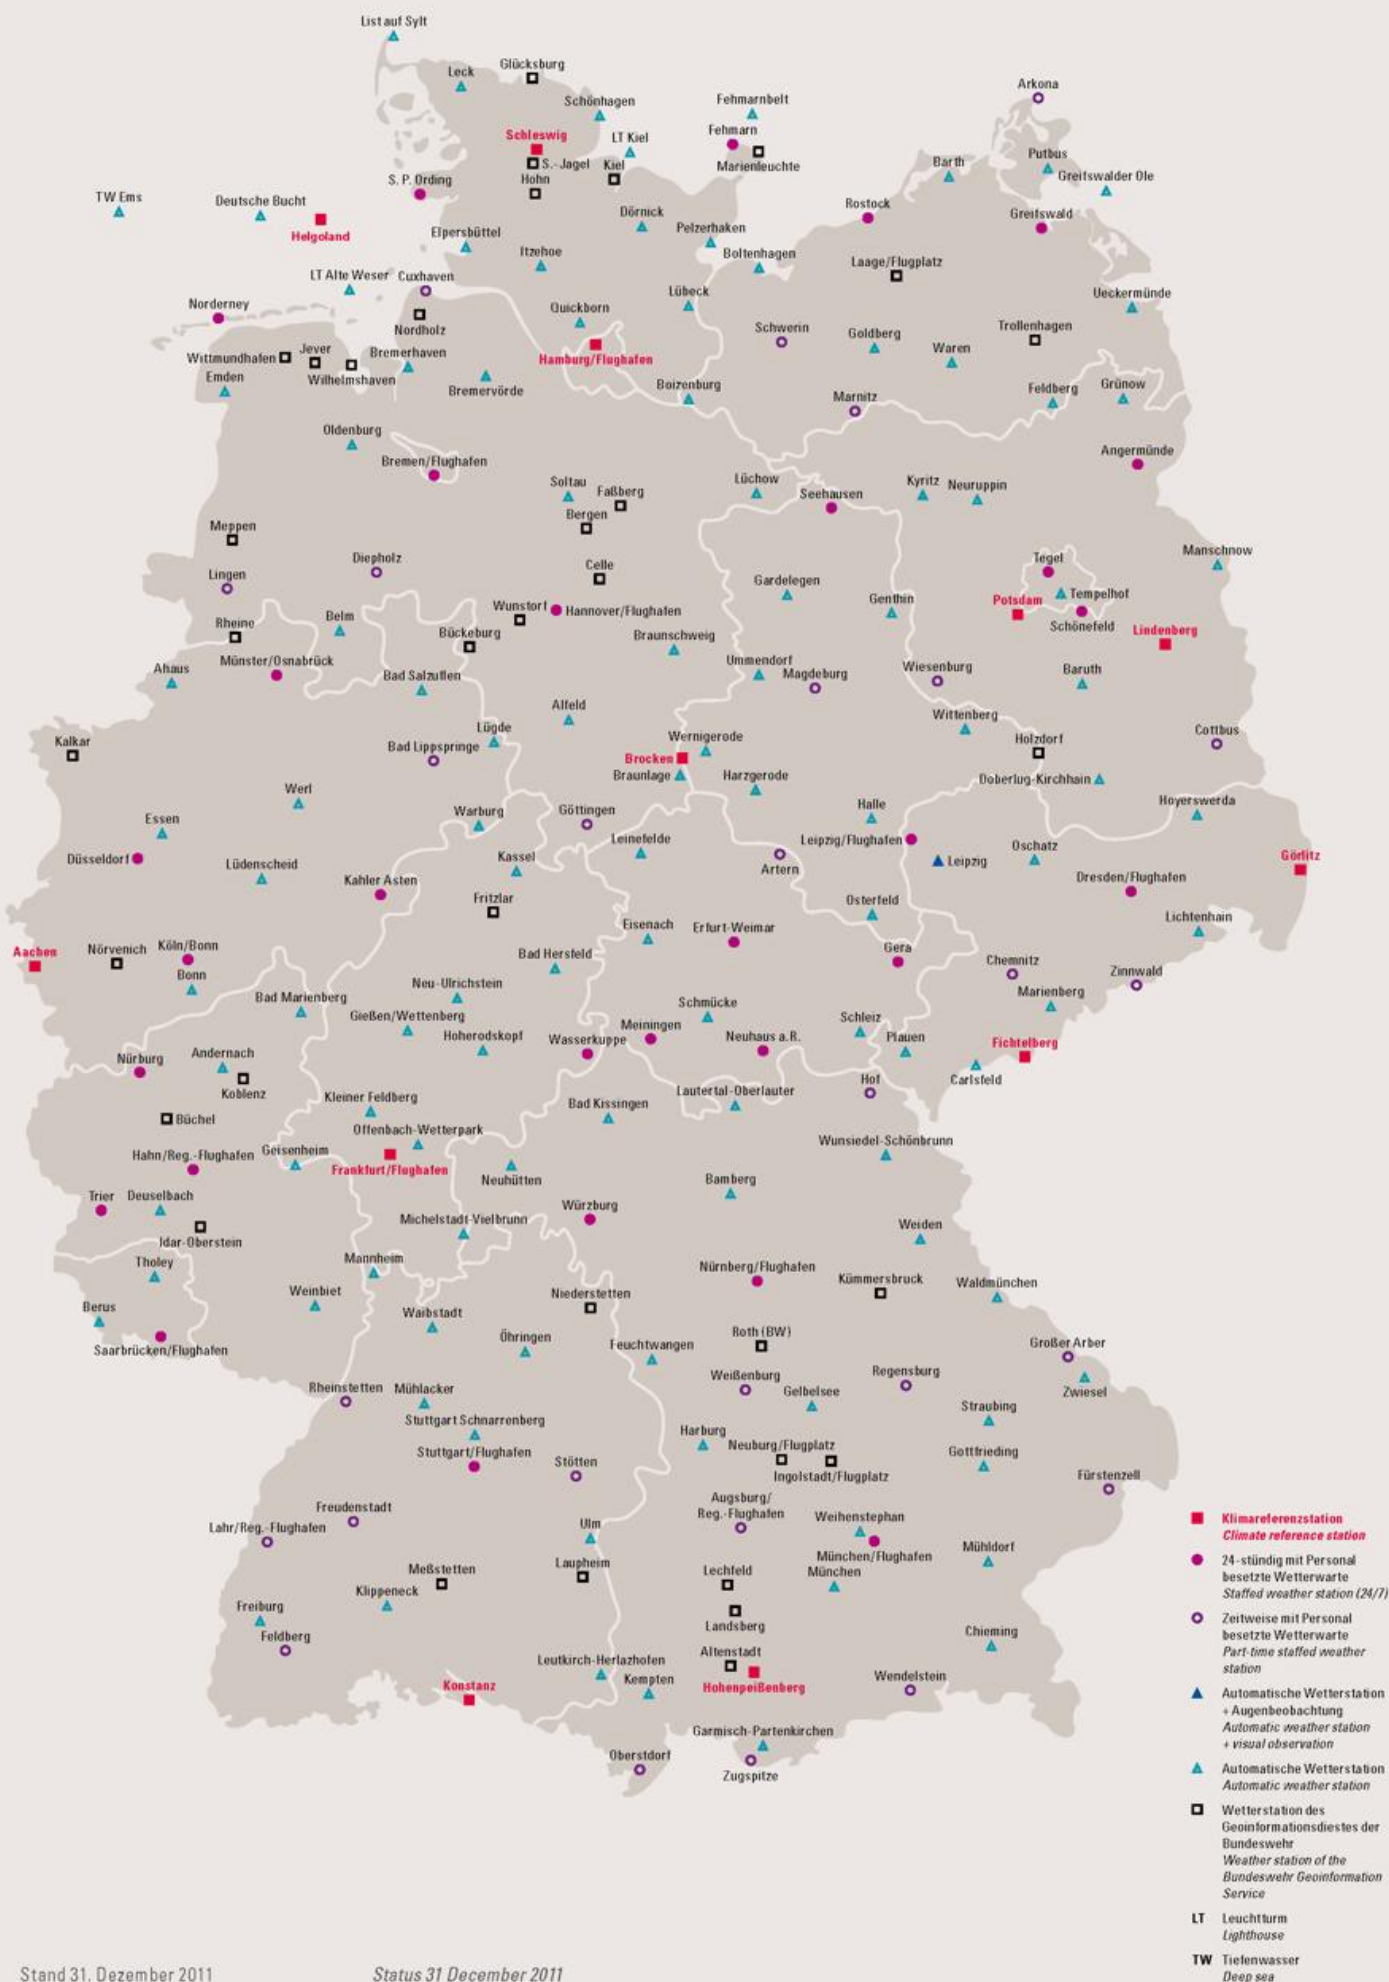 List auf Sylt
Glücksburg
Leck
Arkona
Schönhagen
Fehmarnbelt
Schleswig
LT Kiel
Fehmarn
S.-Jagel
Kiel
Marienleuchte
Barth
Putbus
Greifswalder Oie
S. P. Ording
Hohn
TW Ems
Deutsche Bucht
Rostock
Greifswald
Dörnick
Helgoland
Elpersbüttel
Pelzerhaken
Itzehoe
Boltenhagen
Laage/Flugplatz
LT Alte Weser
Cuxhaven
Lübeck
Ueckermünde
Norderney
Quickborn
Nordholz
Schwerin
Goldberg
Trollenhagen
Wittmundhafen
Jever
Bremerhaven
Hamburg/Flughafen
Waren
Emden
Wilhelmshaven
Bremervörde
Boizenburg
Marnitz
Feldberg
Grünow
Oldenburg
Bremen/Flughafen
Angermünde
Soltau
Faßberg
Lüchow
Seehausen
Kyritz
Neuruppin
Meppen
Bergen
Diepholz
Celle
Tegel
Manschnow
Lingen
Gardelegen
Genthin
Potsdam
Tempelhof
Rheine
Belm
Wunstorf
Hannover/Flughafen
Schönefeld
Bückeburg
Braunschweig
Lindenberg
Ahaus
Münster/Osnabrück
Bad Salzuflen
Ummendorf
Magdeburg
Wiesenburg
Baruth
Alfeld
Wittenberg
Kalkar
Bad Lippspringe
Lügde
Wernigerode
Holzdorf
Cottbus
Brocken
Braunlage
Harzgerode
Doberlug-Kirchhain
Werl
Halle
Hoyerswerda
Essen
Warburg
Göttingen
Leinefelde
Leipzig/Flughafen
Düsseldorf
Lüdenscheid
Kassel
Artern
Leipzig
Oschatz
Görlitz
Kahler Asten
Fritzlar
Dresden/Flughafen
Osterfeld
Lichtenhain
Eisenach
Erfurt-Weimar
Aachen
Nörvenich
Köln/Bonn
Bad Hersfeld
Gera
Chemnitz
Zinnwald
Bonn
Neu-Ulrichstein
Bad Marienberg
Marienberg
Gießen/Wettenberg
Schmücke
Schleiz
Hoherodskopf
Wasserkuppe
Meiningen
Neuhaus a.R.
Plauen
Fichtelberg
Nürburg
Andernach
Hof
Carlsfeld
Koblenz
Kleiner Feldberg
Lautertal-Oberlauter
Büchel
Bad Kissingen
Offenbach-Wetterpark
Hahn/Reg.-Flughafen
Geisenheim
Frankfurt/Flughafen
Neuhütten
Wunsiedel-Schönbrunn
Trier
Deuselbach
Bamberg
Würzburg
Idar-Oberstein
Michelstadt-Vielbrunn
Weiden
Tholey
Mannheim
Nürnberg/Flughafen
Kümmersbruck
Waldmünchen
Weinbiet
Niederstetten
Berus
Waibstadt
Saarbrücken/Flughafen
Öhringen
Feuchtwangen
Roth (BW)
Großer Arber
Rheinstetten
Mühlacker
Weißenburg
Gelbelsee
Regensburg
Zwiesel
Stuttgart Schnarrenberg
Straubing
Stuttgart/Flughafen
Stötten
Harburg
Neuburg/Flugplatz
Ingolstadt/Flugplatz
Gottfrieding
Fürstenzell
Freudenstadt
Augsburg/
Reg.-Flughafen
Lahr/Reg.-Flughafen
Ulm
Weihenstephan
Meßstetten
Laupheim
Lechfeld
München/Flughafen
München
Mühldorf
Klippeneck
Freiburg
Landsberg
Feldberg
Chieming
Leutkirch-Herlazhofen
Altenstadt
Konstanz
Kempten
Hohenpeißenberg
Wendelstein
Garmisch-Partenkirchen
Oberstdorf
Zugspitze
Klimareferenzstation
Climate reference station
24-stündig mit Personal
besetzte Wetterwarte
Staffed weather station (24/7)
Zeitweise mit Personal
besetzte Wetterwarte
Part-time staffed weather
station
Automatische Wetterstation
+ Augenbeobachtung
Automatic weather station
+ visual observation
Automatische Wetterstation
Automatic weather station
Wetterstation des
Geoinformationsdiestes der
Bundeswehr
Weather station of the
Bundeswehr Geoinformation
Service
LT Leuchtturm
Lighthouse
TW Tiefenwasser
Deep sea
Stand 31. Dezember 2011
Status 31 December 2011